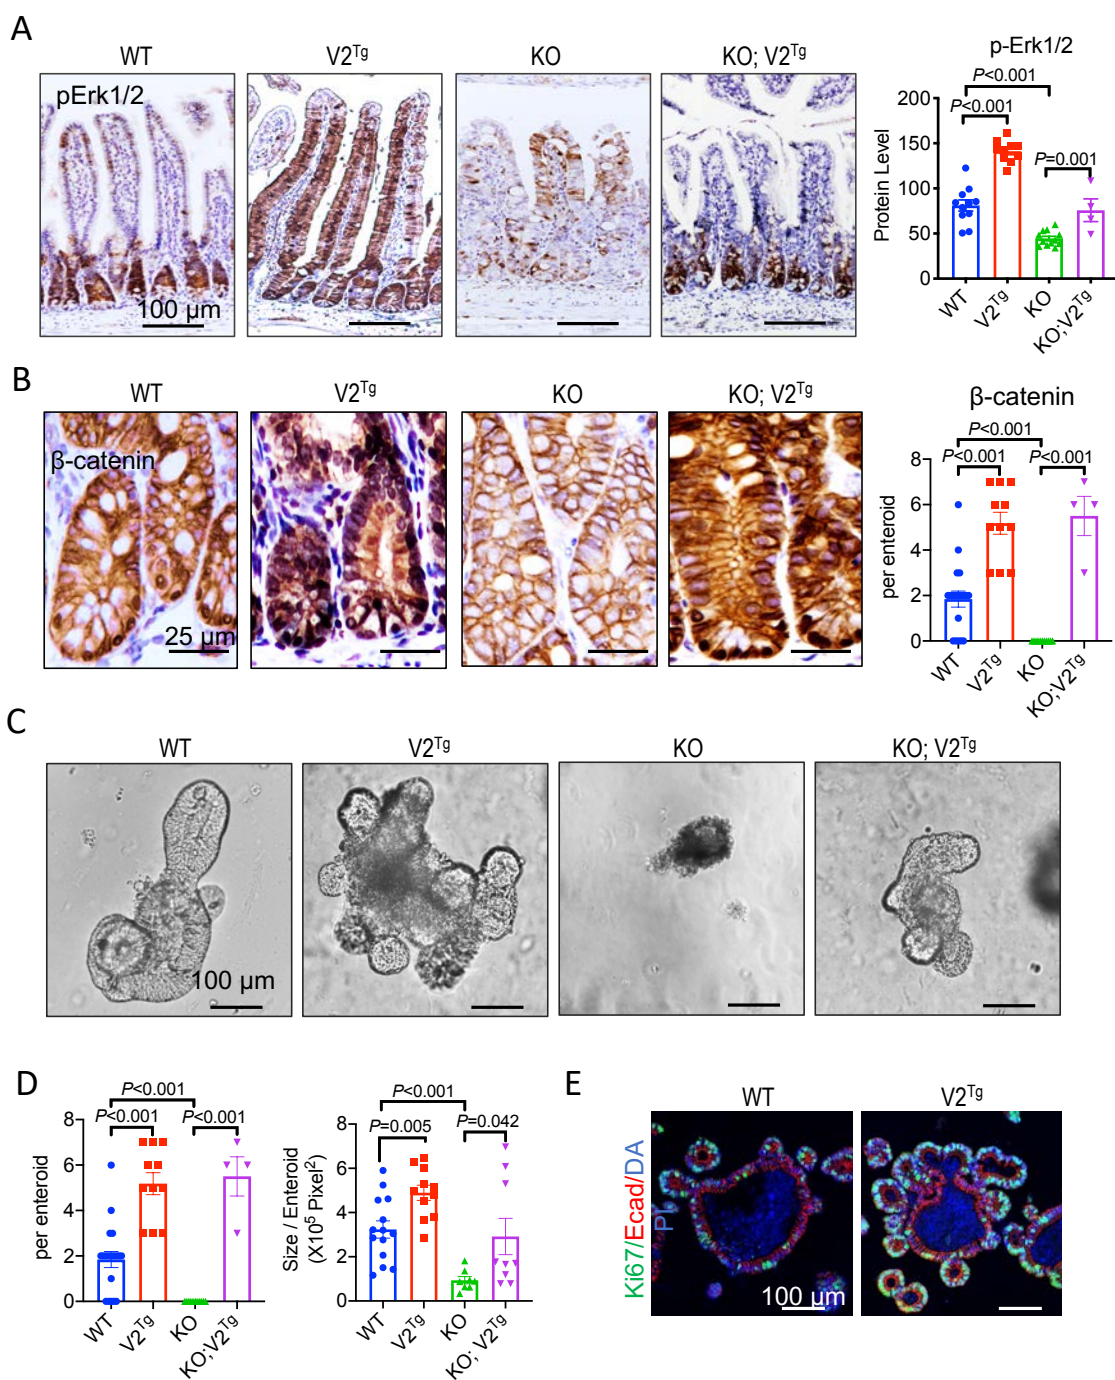 A
WT
V2Tg
KO
KO; V2Tg
pErk1/2
100 μm
p-Erk1/2
P<0.001
P<0.001
P=0.001
200
150
100
50
0
Protein Level
WT
V2Tg
KO
KO;V2Tg
B
WT
V2Tg
KO
KO; V2Tg
β-catenin
25 μm
β-catenin
P<0.001
P<0.001
P<0.001
6
4
2
0
per enteroid
WT
V2Tg
KO
KO;V2Tg
C
WT
V2Tg
KO
KO; V2Tg
100 μm
D
P<0.001
P<0.001
P<0.001
8
6
4
2
0
per enteroid
WT
V2Tg
KO
KO;V2Tg
P<0.001
P=0.005
P=0.042
8
6
4
2
0
Size / Enteroid
(X10⁵ Pixel²)
WT
V2Tg
KO
KO; V2Tg
E
WT
V2Tg
Ki67/Ecad/DA
PI
100 μm